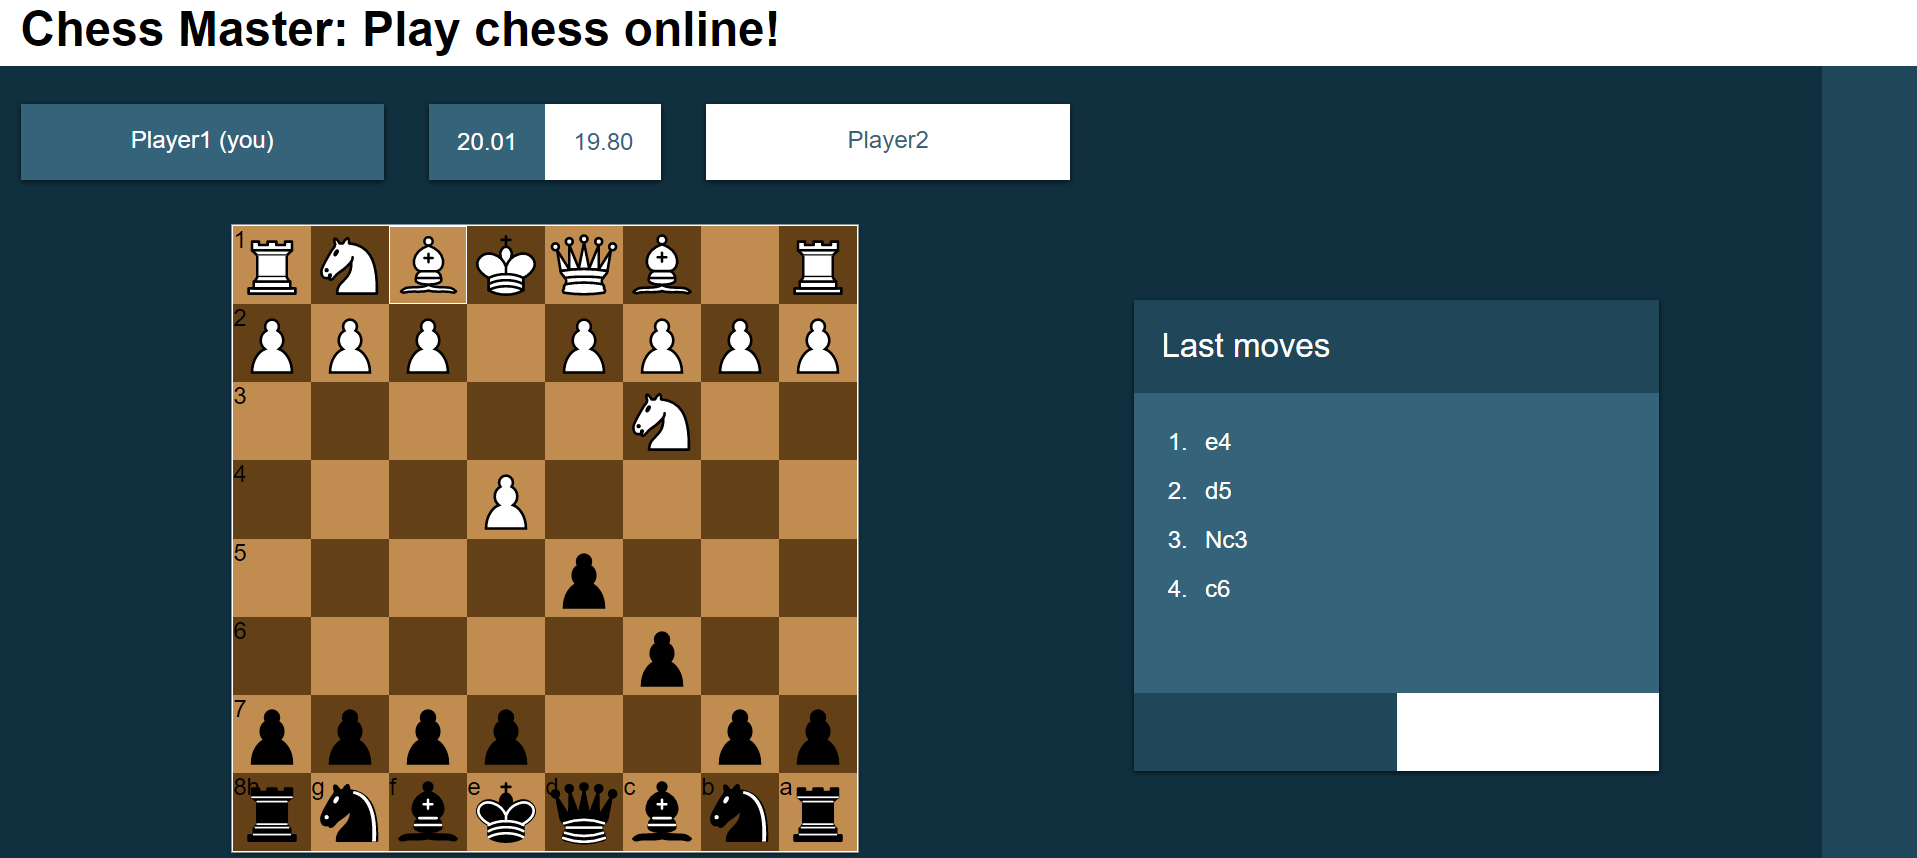 Chess Master: Play chess online!
Player1 (you)
20.01
19.80
Player2
1
2
3
4
5
6
7
8h g f e d c b a
Last moves
1. e4
2. d5
3. Nc3
4. c6